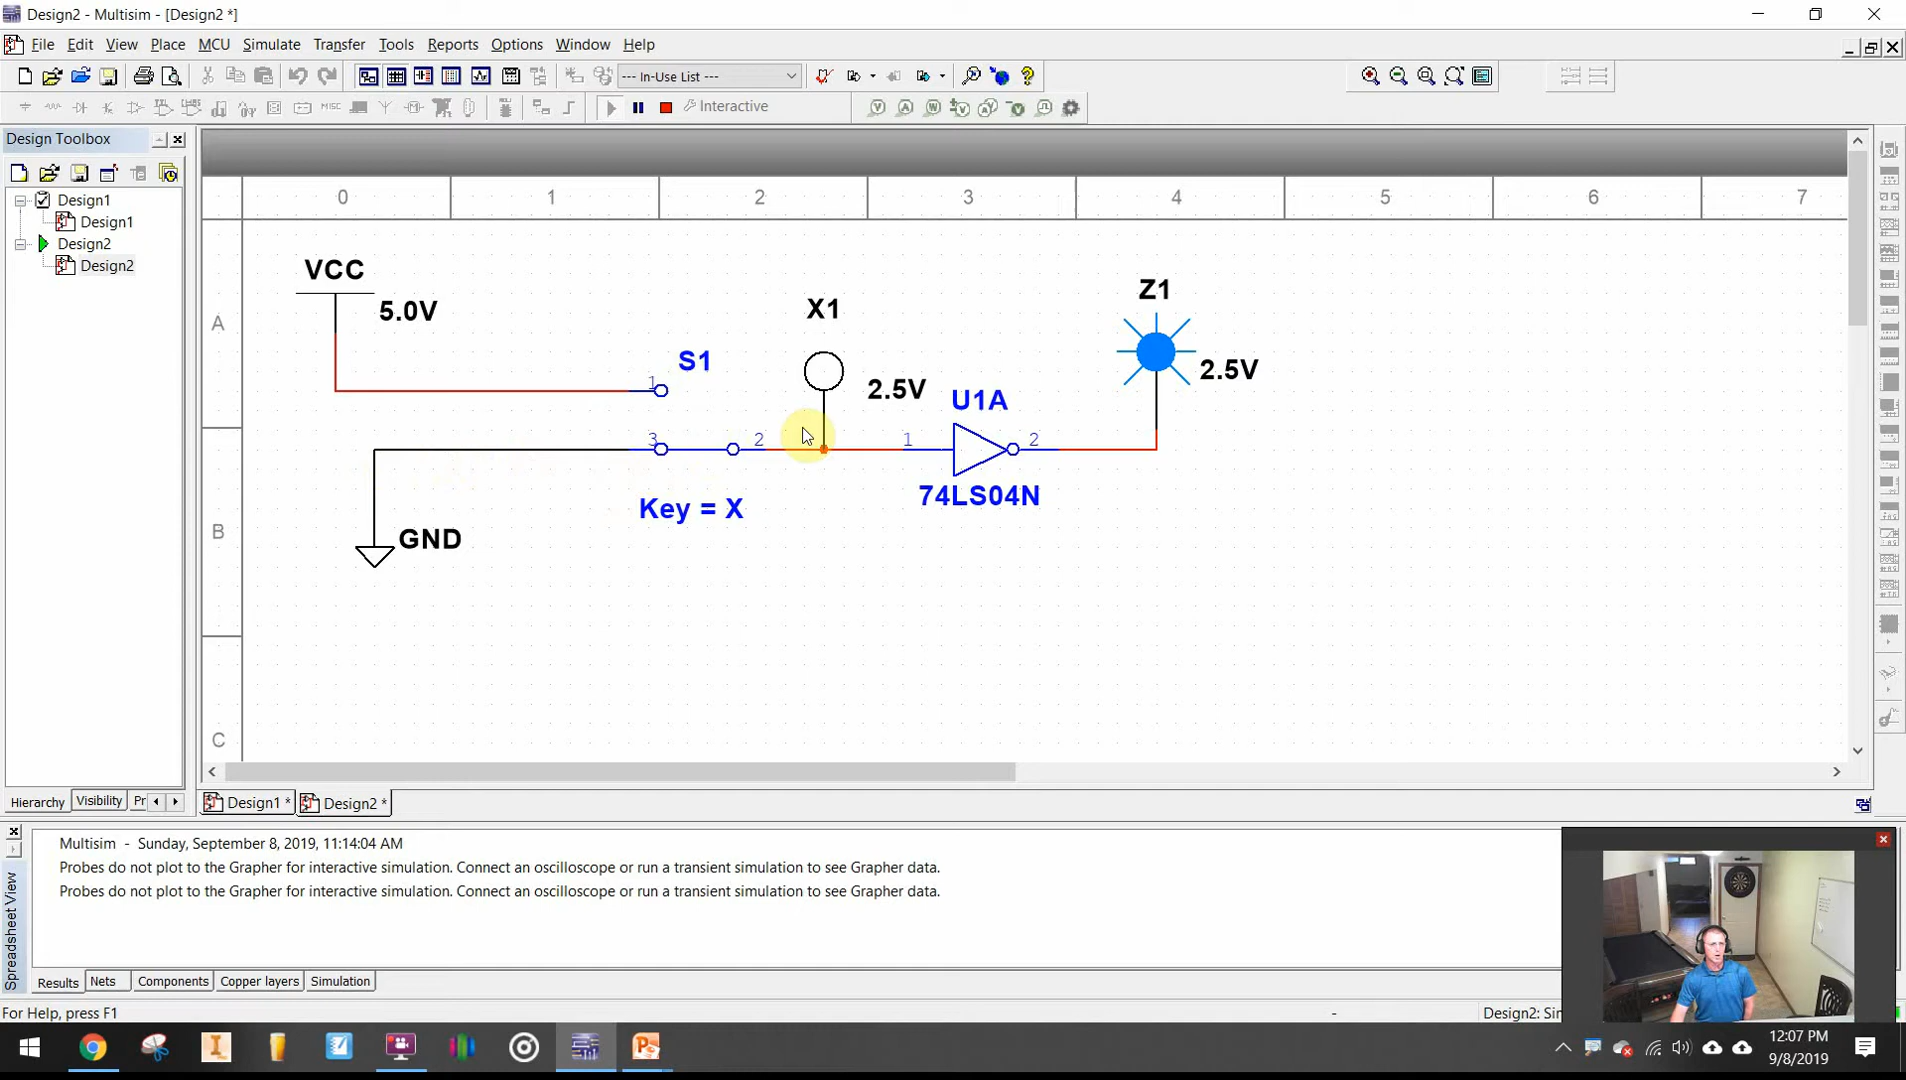 Design2 - Multisim - [Design2 *]
File Edit View Place MCU Simulate Transfer Tools Reports Options Window Help
--- In-Use List ---
MISC
Interactive
Design Toolbox
Design1
Design1
Design2
Design2
Hierarchy Visibility Pr
0 1 2 3 4 5 6 7
A
B
C
VCC
5.0V
S1
X1
2.5V
Z1
2.5V
U1A
1
3
2
1
2
Key = X
74LS04N
GND
Design1 * Design2 *
Spreadsheet View
Multisim - Sunday, September 8, 2019, 11:14:04 AM
Probes do not plot to the Grapher for interactive simulation. Connect an oscilloscope or run a transient simulation to see Grapher data.
Probes do not plot to the Grapher for interactive simulation. Connect an oscilloscope or run a transient simulation to see Grapher data.
Results Nets Components Copper layers Simulation
For Help, press F1
-
Design2: Sim
12:07 PM
9/8/2019